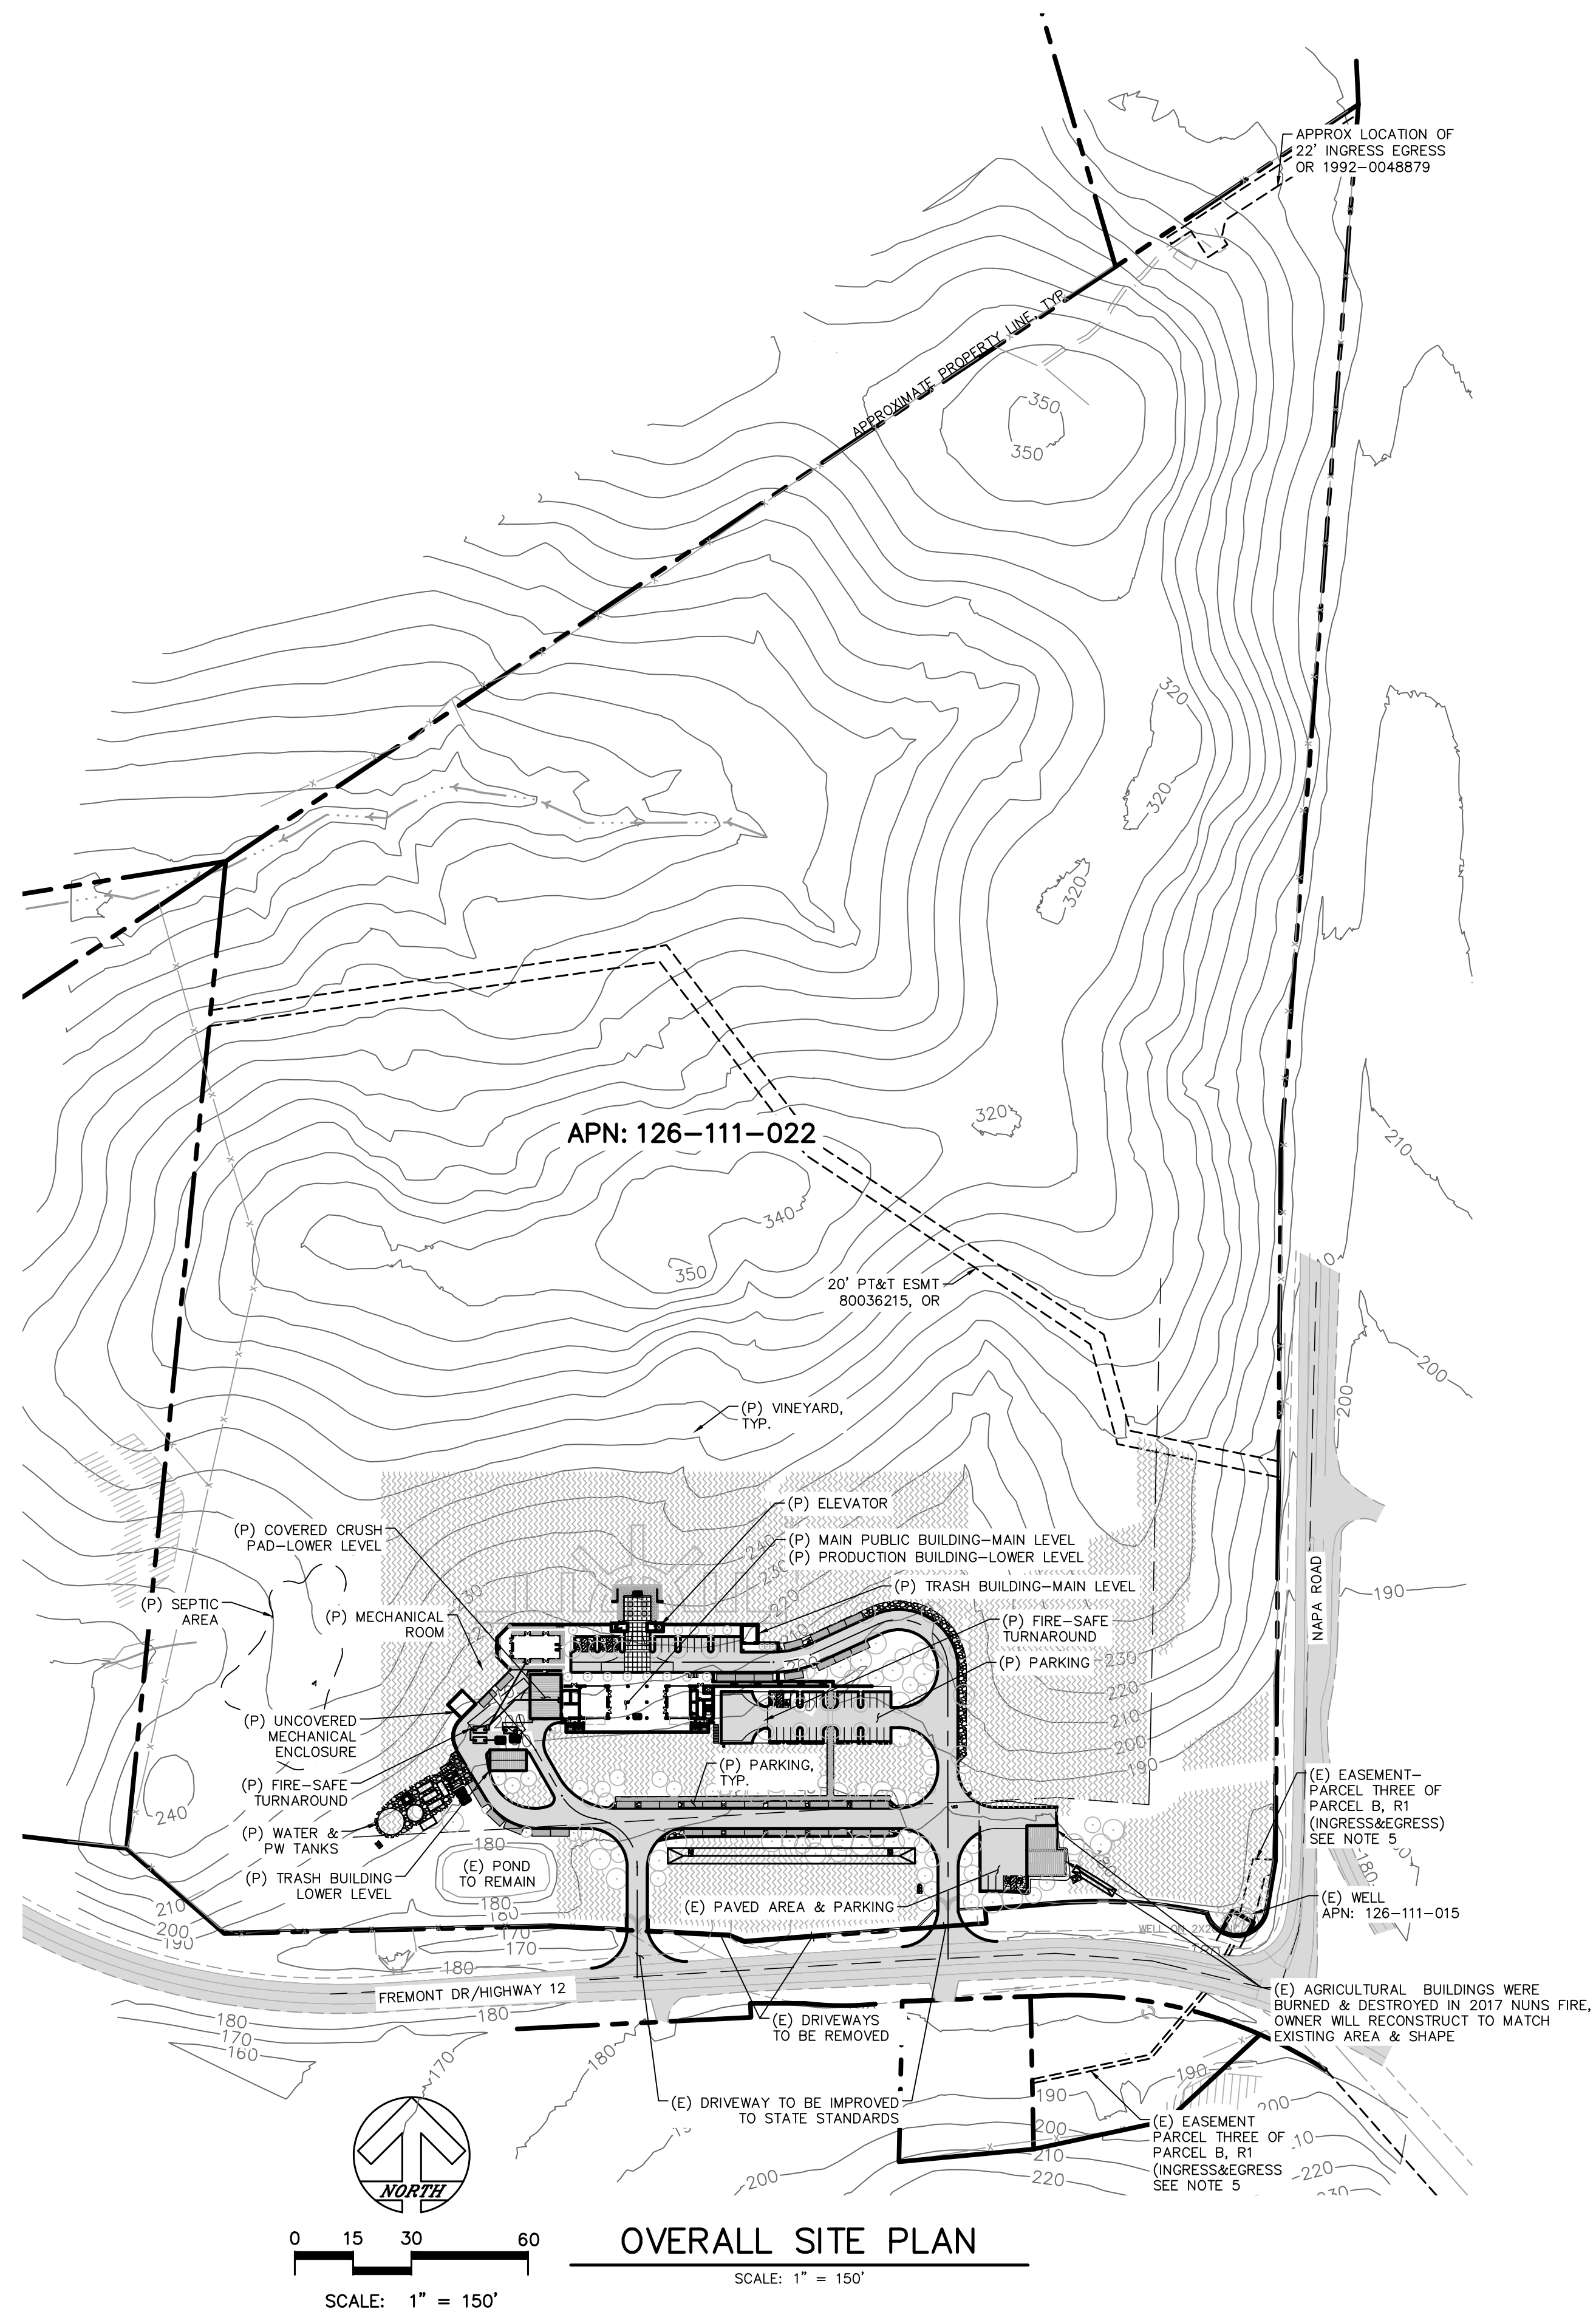 APPROX LOCATION OF
22' INGRESS EGRESS
OR 1992-0048879
APPROXIMATE PROPERTY LINE, TYP.
350
350
320
320
320
320
APN: 126-111-022
340
350
210
20' PT&T ESMT
80036215, OR
200
200
(P) VINEYARD,
TYP.
(P) ELEVATOR
(P) COVERED CRUSH
PAD-LOWER LEVEL
(P) MAIN PUBLIC BUILDING-MAIN LEVEL
(P) PRODUCTION BUILDING-LOWER LEVEL
(P) TRASH BUILDING-MAIN LEVEL
NAPA ROAD
190
(P) SEPTIC
AREA
(P) MECHANICAL
ROOM
(P) FIRE-SAFE
TURNAROUND
(P) PARKING
230
220
210
200
190
(P) UNCOVERED
MECHANICAL
ENCLOSURE
(P) PARKING,
TYP.
(P) FIRE-SAFE
TURNAROUND
240
(P) WATER &
PW TANKS
180
(E) POND
TO REMAIN
(P) TRASH BUILDING
LOWER LEVEL
(E) EASEMENT-
PARCEL THREE OF
PARCEL B, R1
(INGRESS&EGRESS)
SEE NOTE 5
(E) PAVED AREA & PARKING
(E) WELL
APN: 126-111-015
210
200
190
180
180
170
170
180
FREMONT DR/HIGHWAY 12
180
180
170
160
(E) DRIVEWAYS
TO BE REMOVED
(E) AGRICULTURAL BUILDINGS WERE
BURNED & DESTROYED IN 2017 NUNS FIRE,
OWNER WILL RECONSTRUCT TO MATCH
EXISTING AREA & SHAPE
170
180
190
190
200
(E) DRIVEWAY TO BE IMPROVED
TO STATE STANDARDS
200
210
220
200
(E) EASEMENT
PARCEL THREE OF
PARCEL B, R1
(INGRESS&EGRESS
SEE NOTE 5
220
NORTH
0 15 30 60
SCALE: 1" = 150'
OVERALL SITE PLAN
SCALE: 1" = 150'